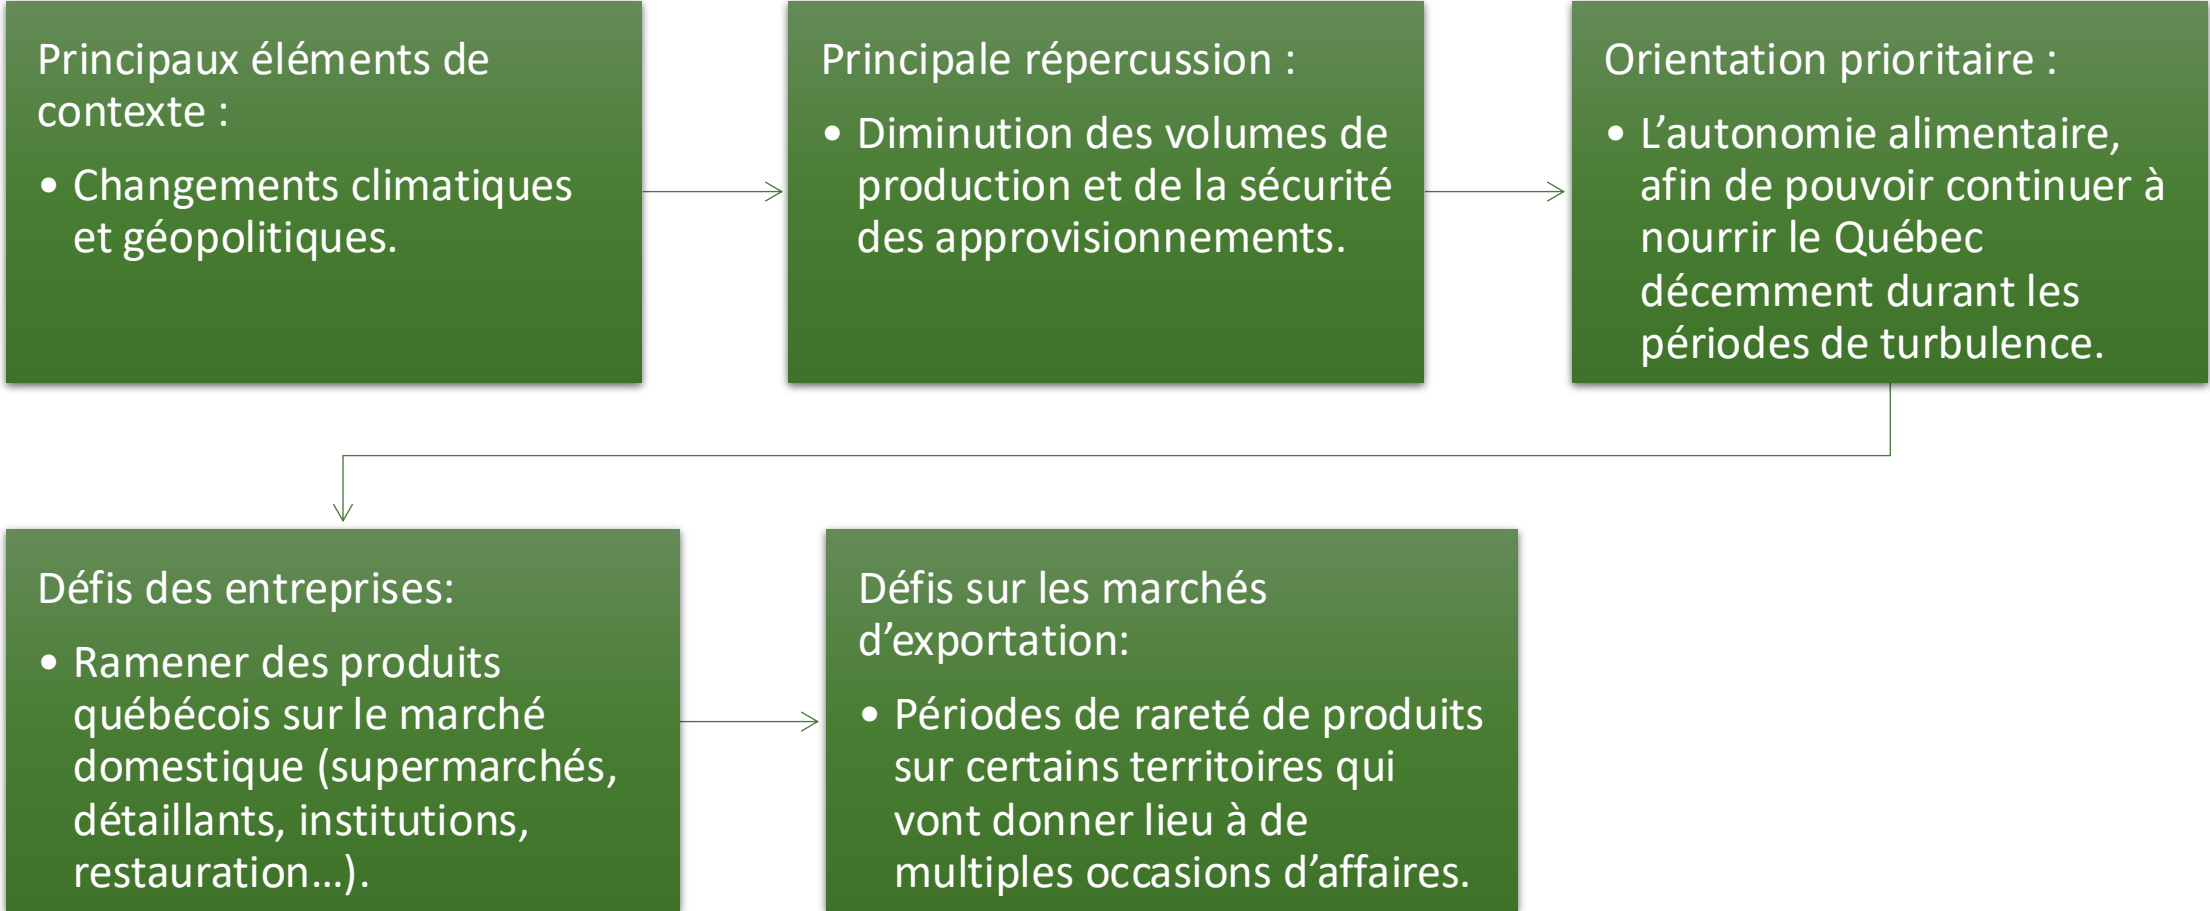 Principaux éléments de
contexte :
• Changements climatiques
et géopolitiques.
Principale répercussion :
• Diminution des volumes de
production et de la sécurité
des approvisionnements.
Orientation prioritaire :
• L’autonomie alimentaire,
afin de pouvoir continuer à
nourrir le Québec
décemment durant les
périodes de turbulence.
Défis des entreprises:
• Ramener des produits
québécois sur le marché
domestique (supermarchés,
détaillants, institutions,
restauration…).
Défis sur les marchés
d’exportation:
• Périodes de rareté de produits
sur certains territoires qui
vont donner lieu à de
multiples occasions d’affaires.